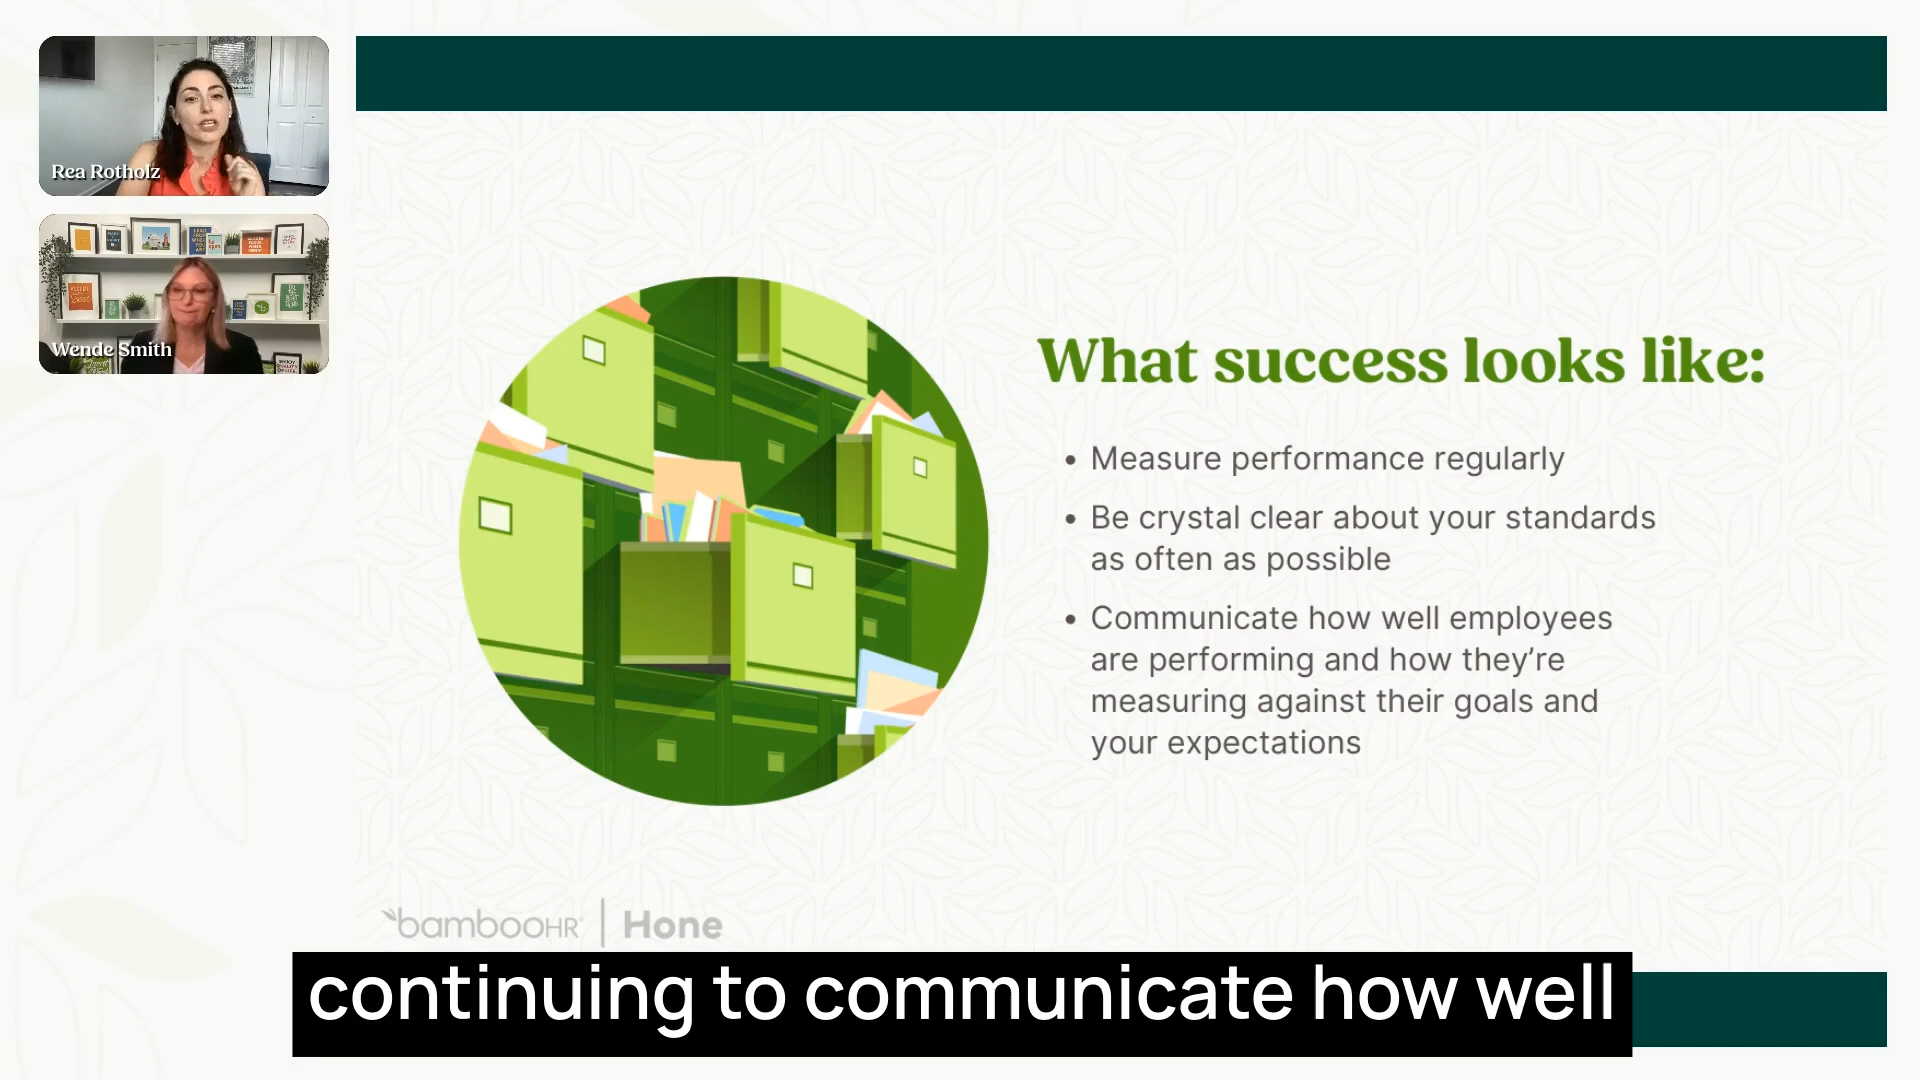 Rea Rotholz
Wende Smith
What success looks like:
• Measure performance regularly
• Be crystal clear about your standards
as often as possible
• Communicate how well employees
are performing and how they’re
measuring against their goals and
your expectations
bambooHR | Hone
continuing to communicate how well